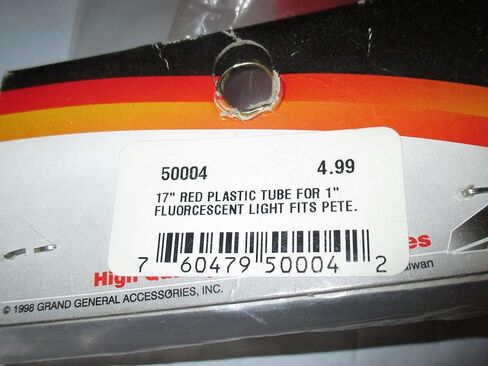 50004 4.99
17" RED PLASTIC TUBE FOR 1"
FLUORCESCENT LIGHT FITS PETE.
7 60479 50004 2
High
es
aiwan
© 1998 GRAND GENERAL ACCESSORIES, INC.